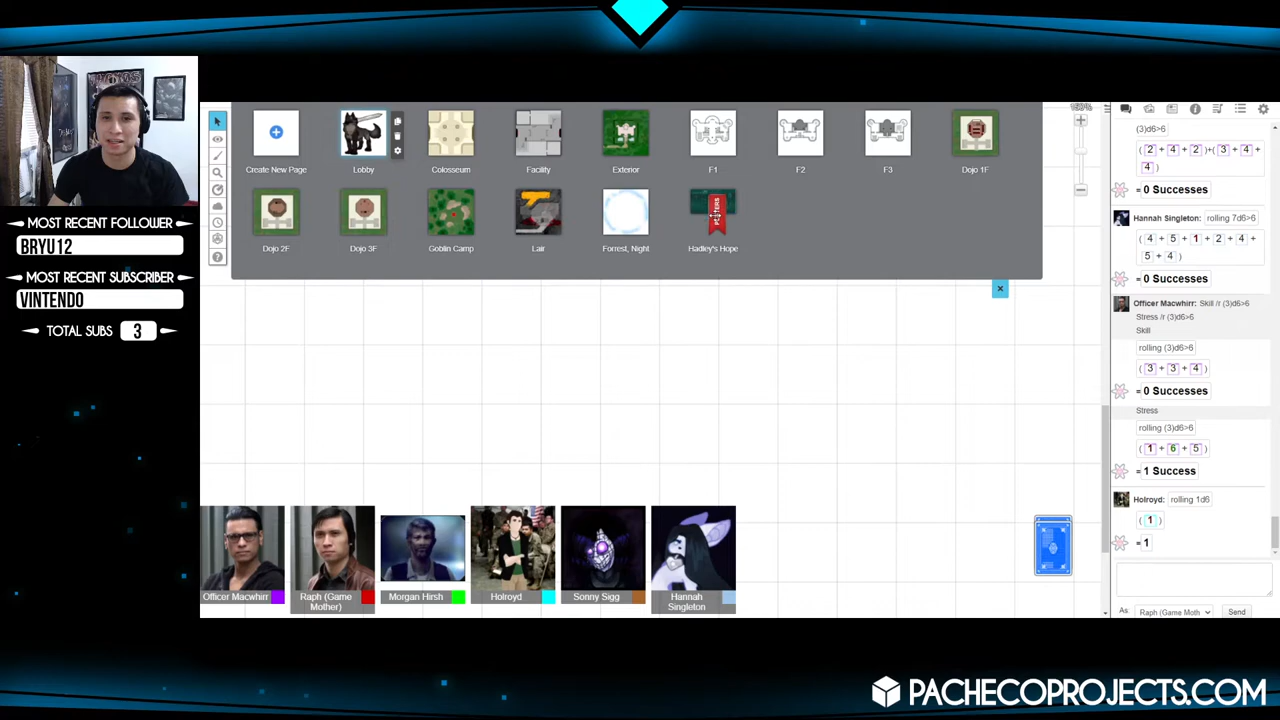 MOST RECENT FOLLOWER
BRYU12
MOST RECENT SUBSCRIBER
VINTENDO
TOTAL SUBS 3
Create New Page
Lobby
Colosseum
Facility
Exterior
F1
F2
F3
Dojo 1F
Dojo 2F
Dojo 3F
Goblin Camp
Lair
Forrest, Night
PLAYERS
Hadley's Hope
Officer Macwhirr
Raph (Game
Mother)
Morgan Hirsh
Holroyd
Sonny Sigg
Hannah
Singleton
(3)d6>6
( 2 + 4 + 2 )+( 3 + 4 +
4 )
= 0 Successes
Hannah Singleton: rolling 7d6>6
( 4 + 5 + 1 + 2 + 4 +
5 + 4 )
= 0 Successes
Officer Macwhirr: Skill /r (3)d6>6
Stress /r (3)d6>6
Skill
rolling (3)d6>6
( 3 + 3 + 4 )
= 0 Successes
Stress
rolling (3)d6>6
( 1 + 6 + 5 )
= 1 Success
Holroyd: rolling 1d6
( 1 )
= 1
As: Raph (Game Moth Send
PACHECOPROJECTS.COM